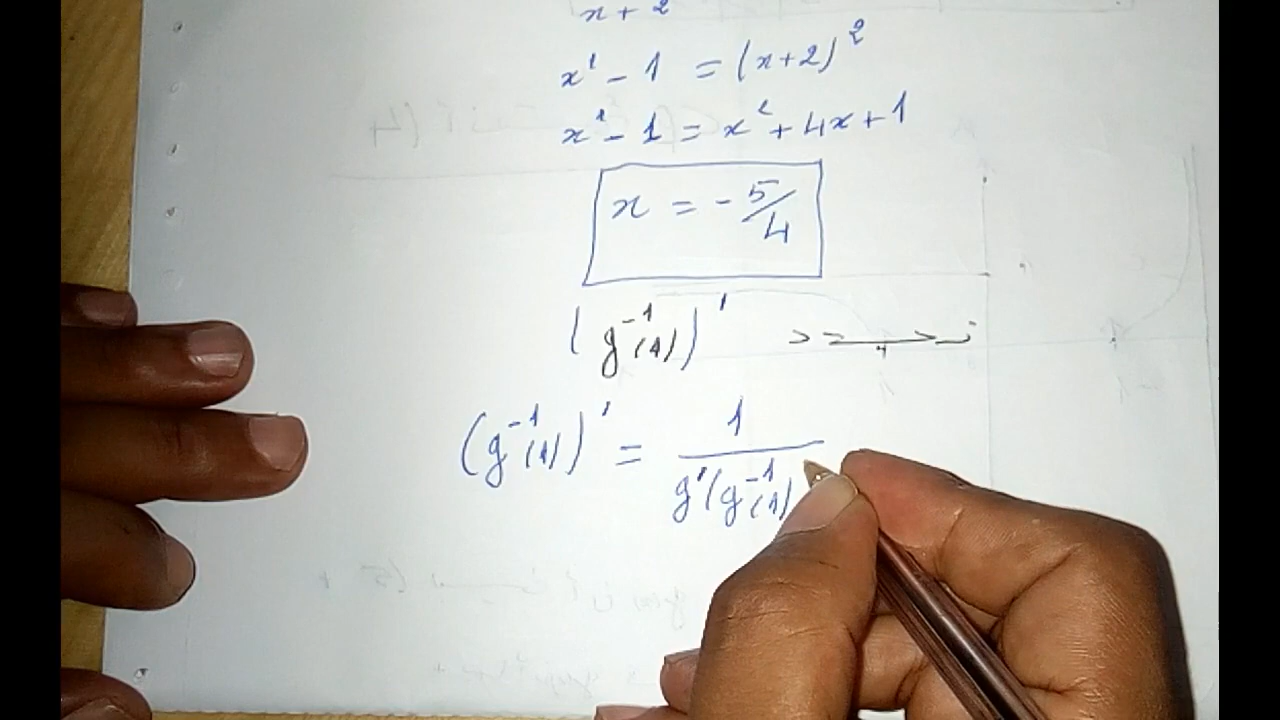 x + 2
x² - 1 = (x+2)²
x² - 1 = x² + 4x + 1
x = - 5/4
(g⁻¹(1))'
(g⁻¹(1))' = 1 / g'(g⁻¹(1)